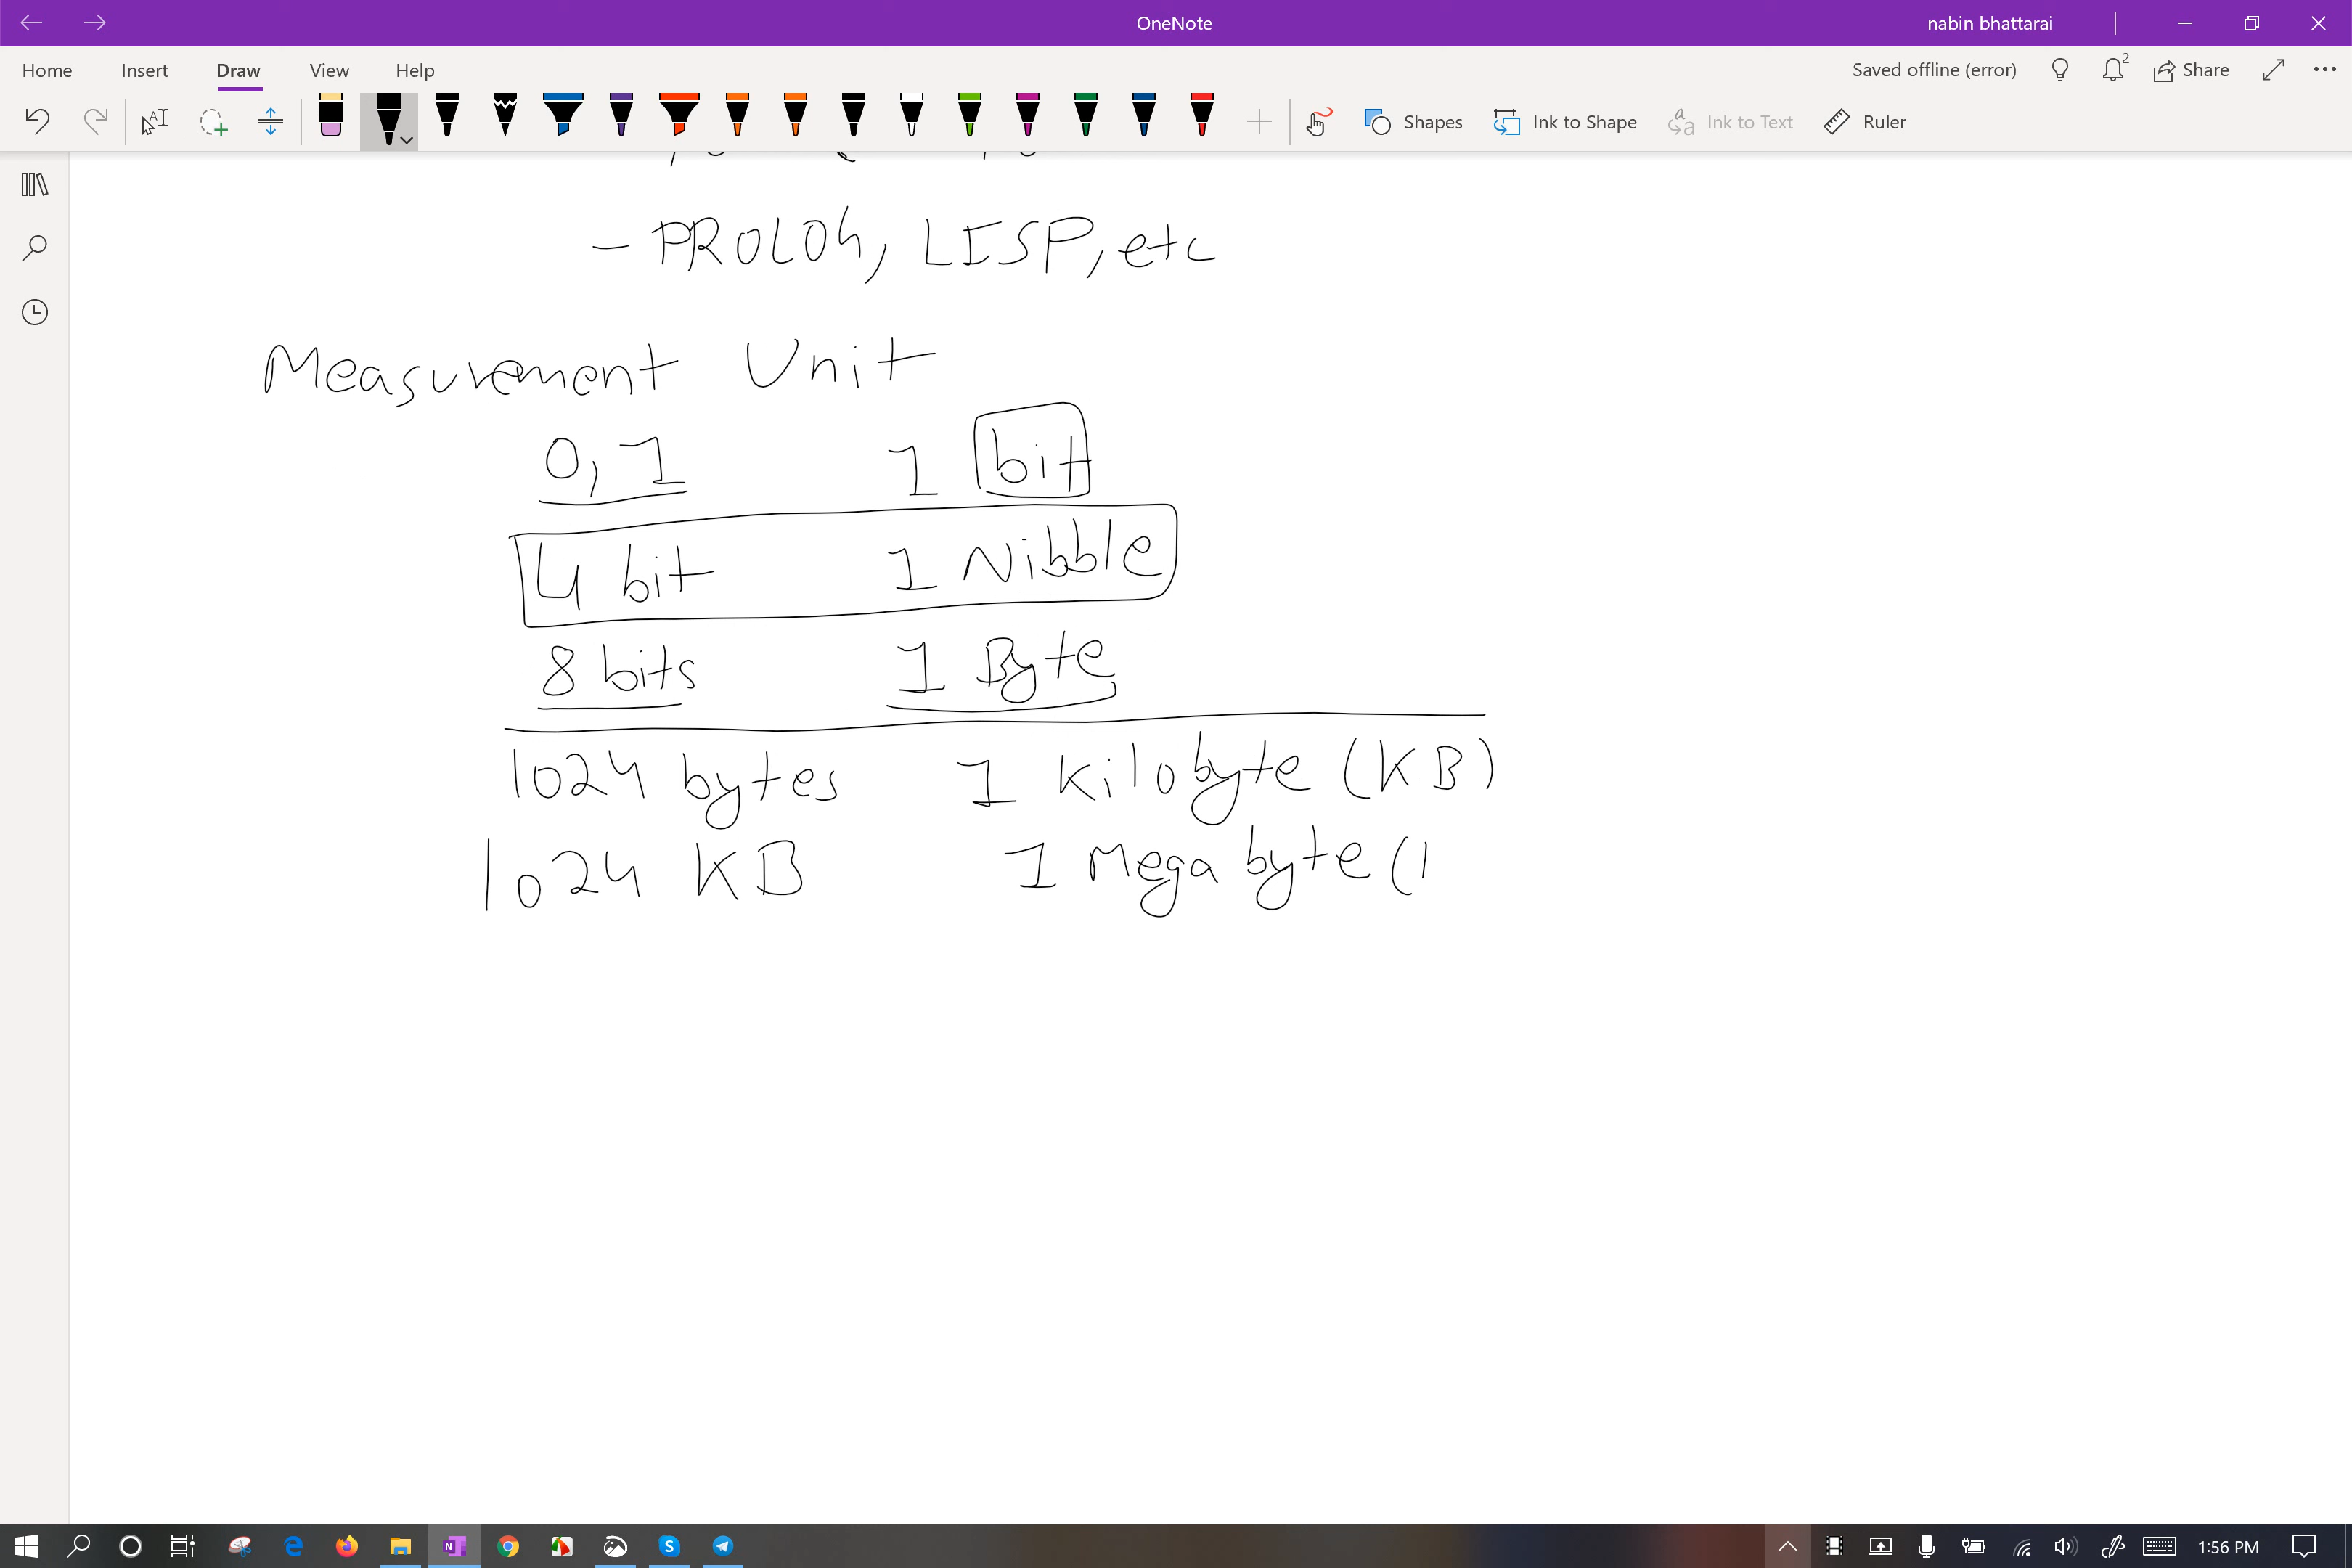 OneNote
nabin bhattarai
Home Insert Draw View Help
Saved offline (error) 2 Share
Shapes Ink to Shape Ink to Text Ruler
- PROLOG, LISP, etc
Measurement Unit
0, 1 1 bit
4 bit 1 Nibble
8 bits 1 Byte
1024 bytes 1 Kilobyte (KB)
1024 KB 1 Mega byte (
1:56 PM